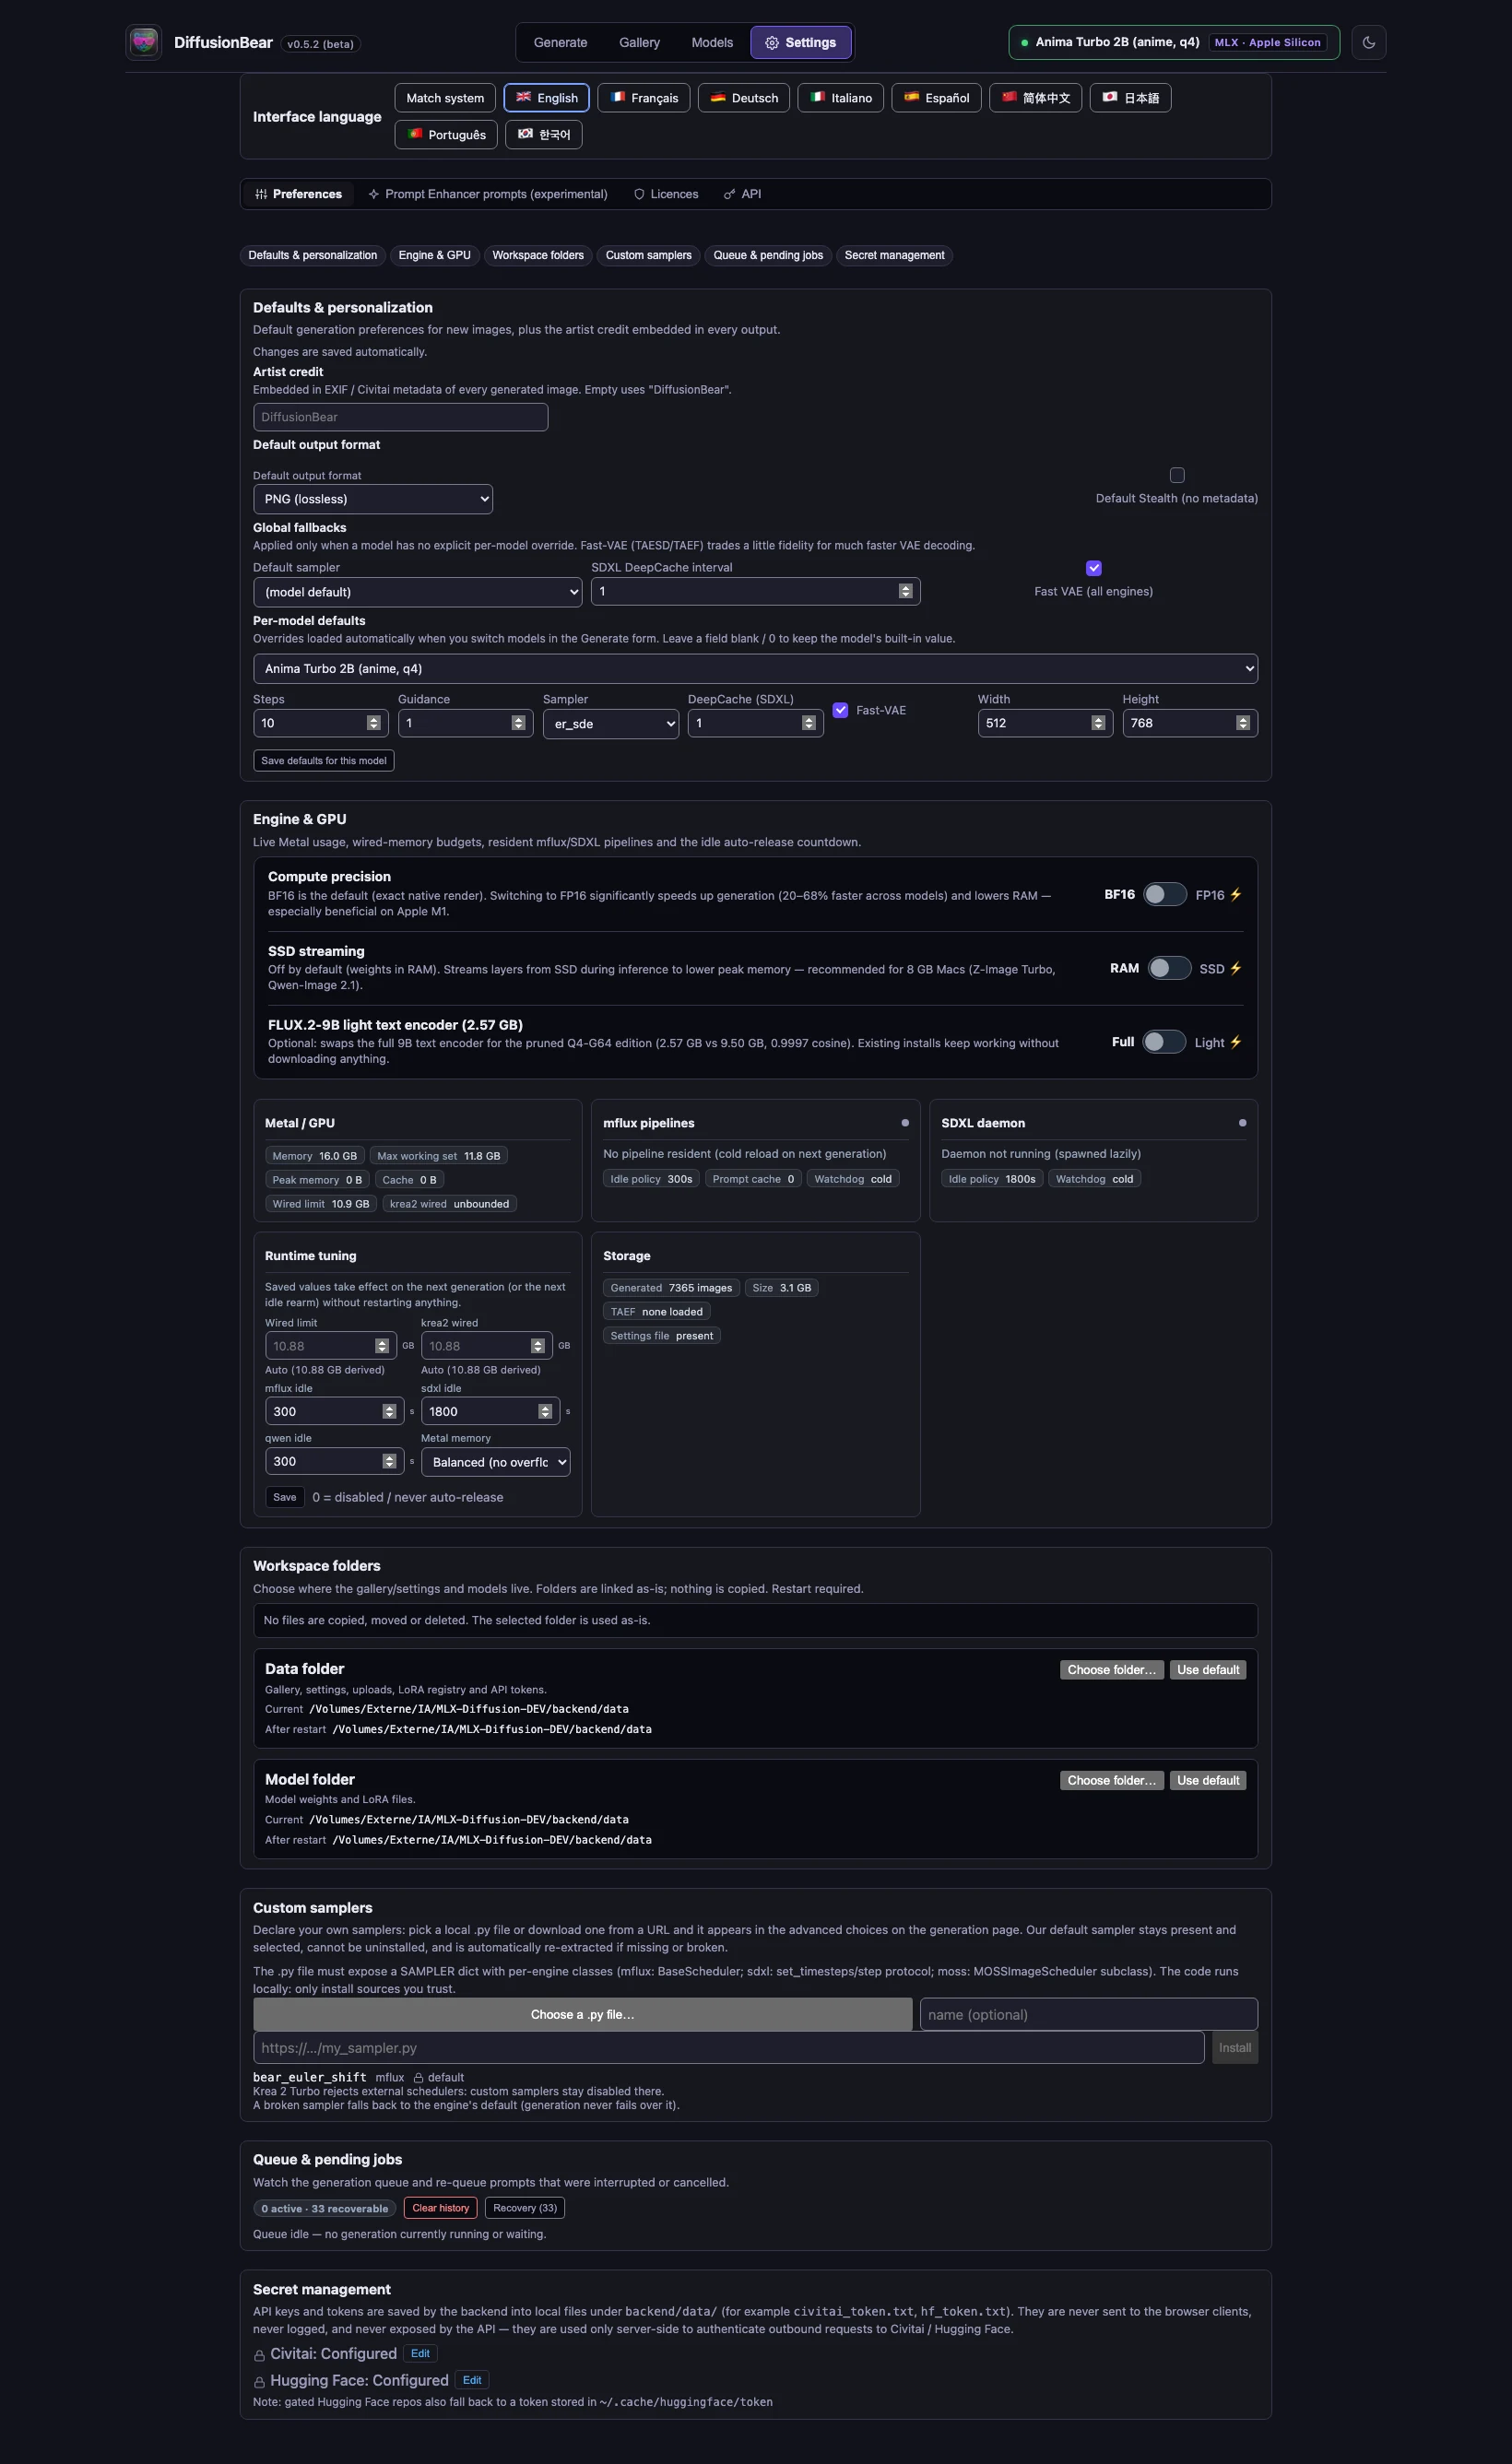 DiffusionBear v0.5.2 (beta)
Generate Gallery Models Settings
Anima Turbo 2B (anime, q4) MLX · Apple Silicon
Interface language
Match system English Français Deutsch Italiano Español 简体中文 日本語
Português 한국어
Preferences Prompt Enhancer prompts (experimental) Licences API
Defaults & personalization Engine & GPU Workspace folders Custom samplers Queue & pending jobs Secret management
Defaults & personalization
Default generation preferences for new images, plus the artist credit embedded in every output.
Changes are saved automatically.
Artist credit
Embedded in EXIF / Civitai metadata of every generated image. Empty uses "DiffusionBear".
DiffusionBear
Default output format
Default output format
PNG (lossless)
Default Stealth (no metadata)
Global fallbacks
Applied only when a model has no explicit per-model override. Fast-VAE (TAESD/TAEF) trades a little fidelity for much faster VAE decoding.
Default sampler SDXL DeepCache interval
(model default) 1 Fast VAE (all engines)
Per-model defaults
Overrides loaded automatically when you switch models in the Generate form. Leave a field blank / 0 to keep the model's built-in value.
Anima Turbo 2B (anime, q4)
Steps Guidance Sampler DeepCache (SDXL) Fast-VAE Width Height
10 1 er_sde 1 512 768
Save defaults for this model
Engine & GPU
Live Metal usage, wired-memory budgets, resident mflux/SDXL pipelines and the idle auto-release countdown.
Compute precision
BF16 is the default (exact native render). Switching to FP16 significantly speeds up generation (20–68% faster across models) and lowers RAM —
especially beneficial on Apple M1.
BF16 FP16 ⚡
SSD streaming
Off by default (weights in RAM). Streams layers from SSD during inference to lower peak memory — recommended for 8 GB Macs (Z-Image Turbo,
Qwen-Image 2.1).
RAM SSD ⚡
FLUX.2-9B light text encoder (2.57 GB)
Optional: swaps the full 9B text encoder for the pruned Q4-G64 edition (2.57 GB vs 9.50 GB, 0.9997 cosine). Existing installs keep working without
downloading anything.
Full Light ⚡
Metal / GPU
Memory 16.0 GB Max working set 11.8 GB
Peak memory 0 B Cache 0 B
Wired limit 10.9 GB krea2 wired unbounded
mflux pipelines
No pipeline resident (cold reload on next generation)
Idle policy 300s Prompt cache 0 Watchdog cold
SDXL daemon
Daemon not running (spawned lazily)
Idle policy 1800s Watchdog cold
Runtime tuning
Saved values take effect on the next generation (or the next
idle rearm) without restarting anything.
Wired limit krea2 wired
10.88 GB 10.88 GB
Auto (10.88 GB derived) Auto (10.88 GB derived)
mflux idle sdxl idle
300 s 1800 s
qwen idle Metal memory
300 s Balanced (no overflc
Save 0 = disabled / never auto-release
Storage
Generated 7365 images Size 3.1 GB
TAEF none loaded
Settings file present
Workspace folders
Choose where the gallery/settings and models live. Folders are linked as-is; nothing is copied. Restart required.
No files are copied, moved or deleted. The selected folder is used as-is.
Data folder Choose folder... Use default
Gallery, settings, uploads, LoRA registry and API tokens.
Current /Volumes/Externe/IA/MLX-Diffusion-DEV/backend/data
After restart /Volumes/Externe/IA/MLX-Diffusion-DEV/backend/data
Model folder Choose folder... Use default
Model weights and LoRA files.
Current /Volumes/Externe/IA/MLX-Diffusion-DEV/backend/data
After restart /Volumes/Externe/IA/MLX-Diffusion-DEV/backend/data
Custom samplers
Declare your own samplers: pick a local .py file or download one from a URL and it appears in the advanced choices on the generation page. Our default sampler stays present and
selected, cannot be uninstalled, and is automatically re-extracted if missing or broken.
The .py file must expose a SAMPLER dict with per-engine classes (mflux: BaseScheduler; sdxl: set_timesteps/step protocol; moss: MOSSImageScheduler subclass). The code runs
locally: only install sources you trust.
Choose a .py file... name (optional)
https://.../my_sampler.py Install
bear_euler_shift mflux default
Krea 2 Turbo rejects external schedulers: custom samplers stay disabled there.
A broken sampler falls back to the engine's default (generation never fails over it).
Queue & pending jobs
Watch the generation queue and re-queue prompts that were interrupted or cancelled.
0 active · 33 recoverable Clear history Recovery (33)
Queue idle — no generation currently running or waiting.
Secret management
API keys and tokens are saved by the backend into local files under backend/data/ (for example civitai_token.txt, hf_token.txt). They are never sent to the browser clients,
never logged, and never exposed by the API — they are used only server-side to authenticate outbound requests to Civitai / Hugging Face.
Civitai: Configured Edit
Hugging Face: Configured Edit
Note: gated Hugging Face repos also fall back to a token stored in ~/.cache/huggingface/token